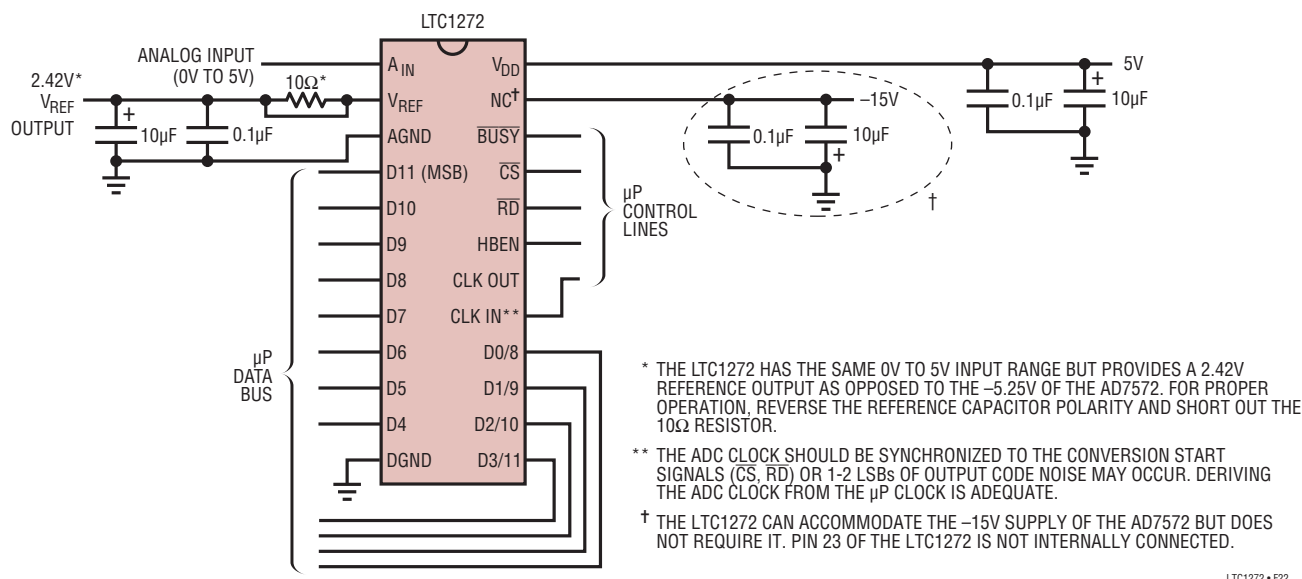 LTC1272
ANALOG INPUT
(0V TO 5V)
2.42V*
VREF
OUTPUT
10Ω*
+
10µF
0.1µF
AIN
VREF
AGND
D11 (MSB)
D10
D9
D8
D7
D6
D5
D4
DGND
VDD
NC†
BUSY
CS
RD
HBEN
CLK OUT
CLK IN**
D0/8
D1/9
D2/10
D3/11
µP
DATA
BUS
µP
CONTROL
LINES
–15V
0.1µF
10µF
+
†
5V
+
0.1µF
10µF
* THE LTC1272 HAS THE SAME 0V TO 5V INPUT RANGE BUT PROVIDES A 2.42V
REFERENCE OUTPUT AS OPPOSED TO THE –5.25V OF THE AD7572. FOR PROPER
OPERATION, REVERSE THE REFERENCE CAPACITOR POLARITY AND SHORT OUT THE
10Ω RESISTOR.
** THE ADC CLOCK SHOULD BE SYNCHRONIZED TO THE CONVERSION START
SIGNALS (CS, RD) OR 1-2 LSBs OF OUTPUT CODE NOISE MAY OCCUR. DERIVING
THE ADC CLOCK FROM THE µP CLOCK IS ADEQUATE.
† THE LTC1272 CAN ACCOMMODATE THE –15V SUPPLY OF THE AD7572 BUT DOES
NOT REQUIRE IT. PIN 23 OF THE LTC1272 IS NOT INTERNALLY CONNECTED.
LTC1272 • F22